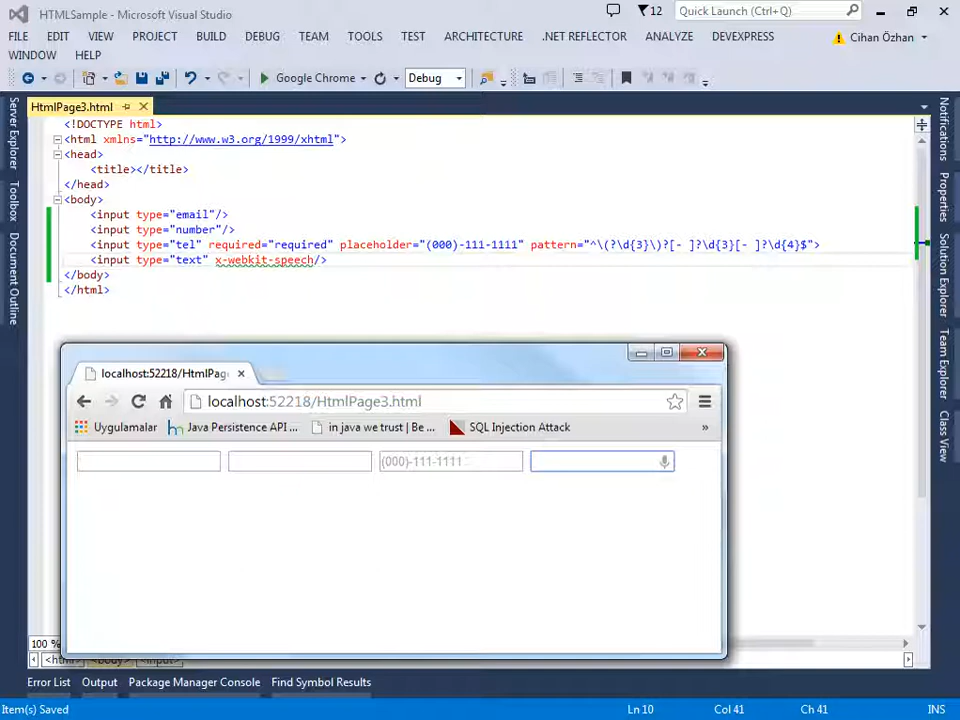 HTMLSample - Microsoft Visual Studio
12
Quick Launch (Ctrl+Q)
FILE EDIT VIEW PROJECT BUILD DEBUG TEAM TOOLS TEST ARCHITECTURE .NET REFLECTOR ANALYZE DEVEXPRESS
Cihan Özhan
WINDOW HELP
Google Chrome
Debug
Server Explorer
Toolbox
Document Outline
HtmlPage3.html
<!DOCTYPE html>
<html xmlns="http://www.w3.org/1999/xhtml">
<head>
<title></title>
</head>
<body>
<input type="email"/>
<input type="number"/>
<input type="tel" required="required" placeholder="(000)-111-1111" pattern="^\(?\d{3}\)?[- ]?\d{3}[- ]?\d{4}$">
<input type="text" x-webkit-speech/>
</body>
</html>
Notifications
Properties
Solution Explorer
Team Explorer
Class View
localhost:52218/HtmlPag
localhost:52218/HtmlPage3.html
Uygulamalar
Java Persistence API ...
in java we trust | Be ...
SQL Injection Attack
»
(000)-111-1111
100 %
<html> <body> <input>
Error List Output Package Manager Console Find Symbol Results
Item(s) Saved
Ln 10 Col 41 Ch 41 INS